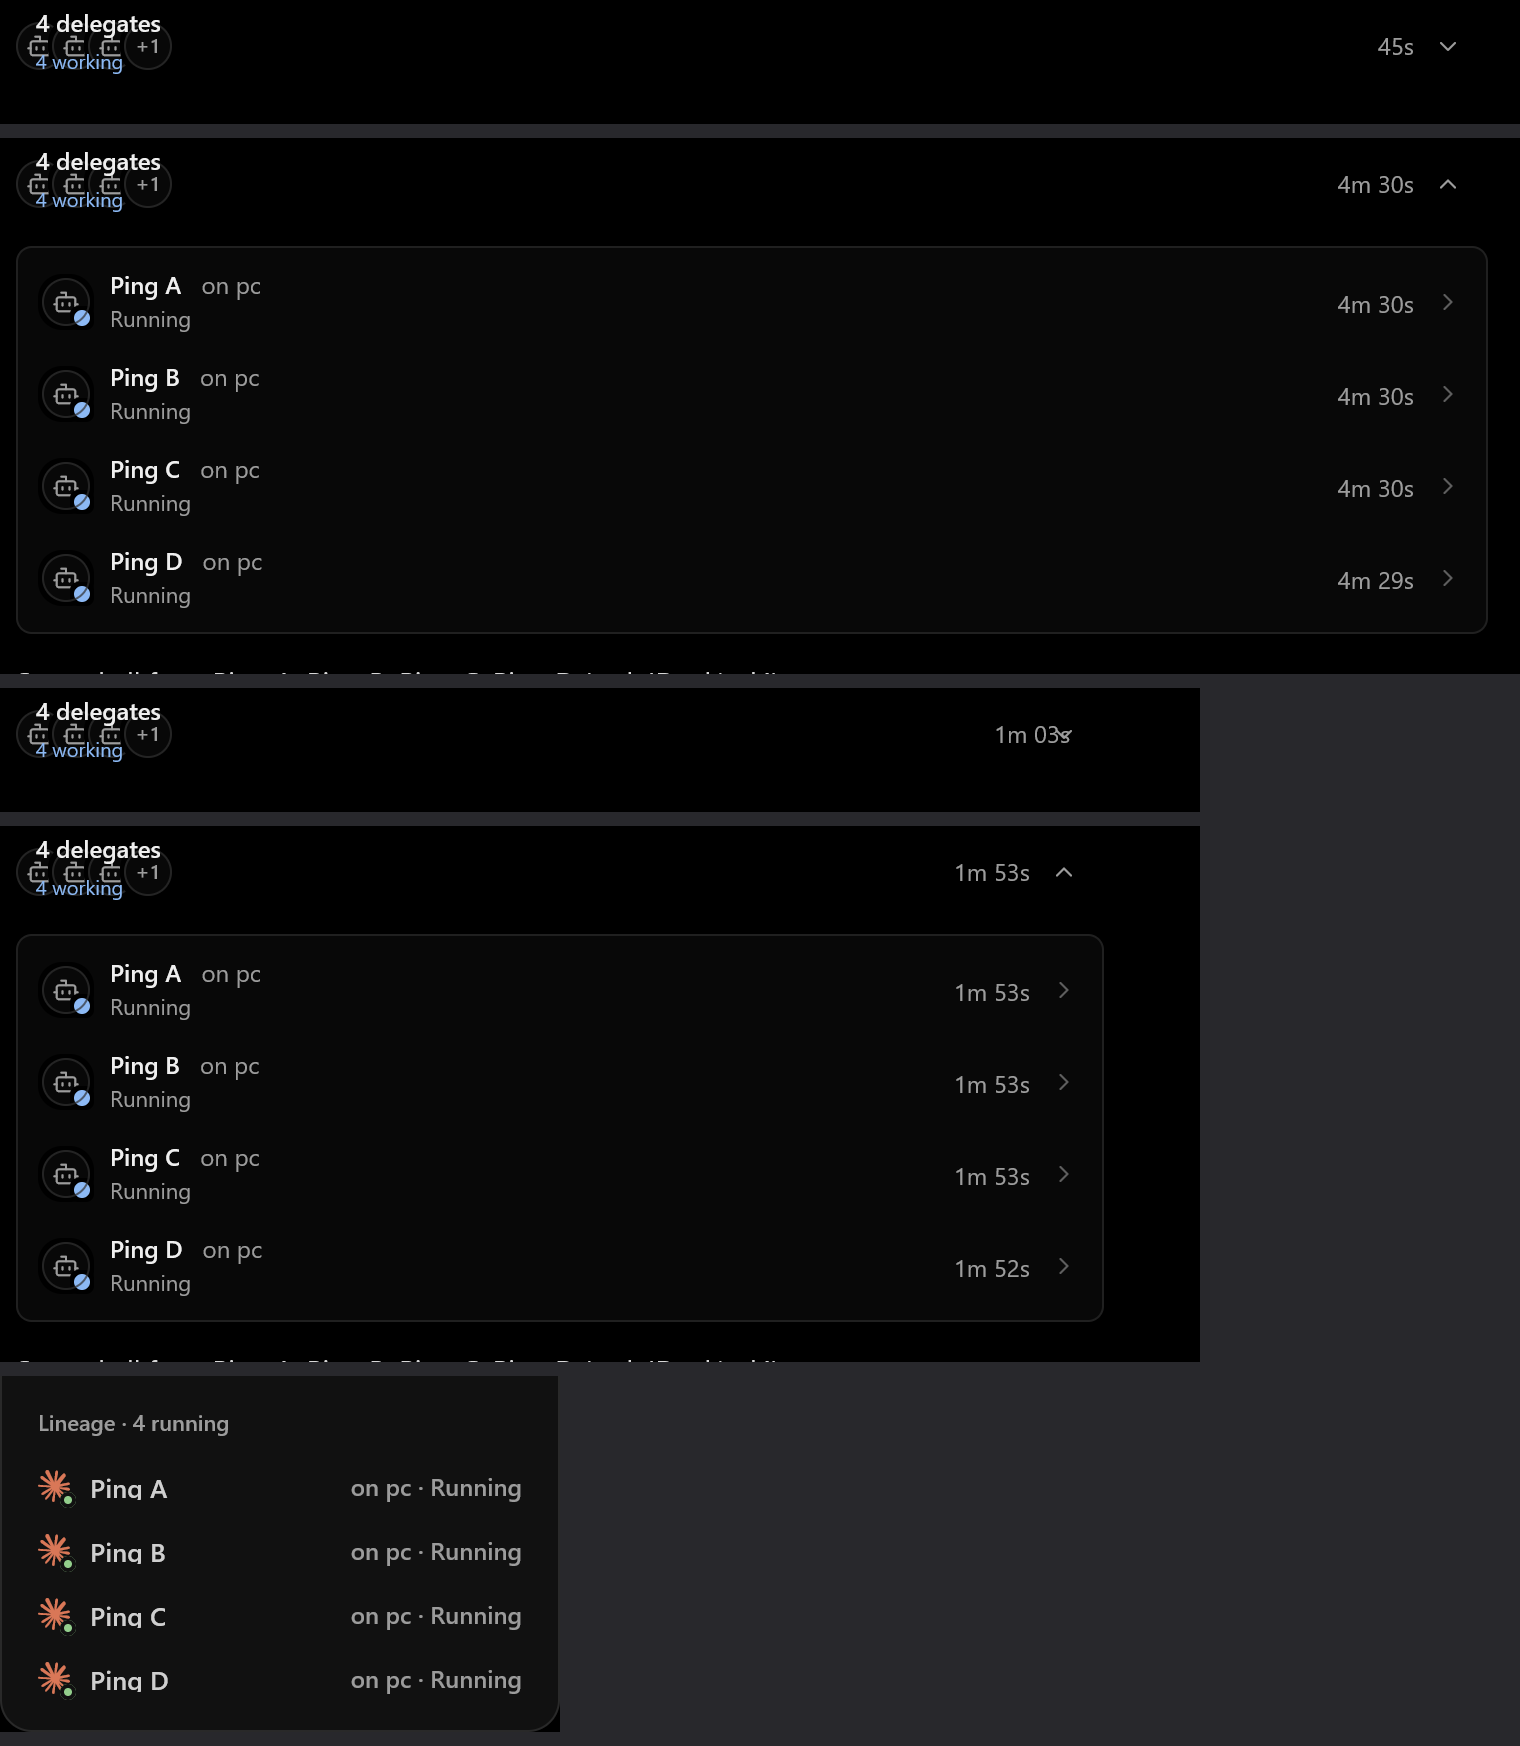 4 delegates
+1
4 working
45s
4 delegates
+1
4 working
4m 30s
Ping A on pc
Running
4m 30s
Ping B on pc
Running
4m 30s
Ping C on pc
Running
4m 30s
Ping D on pc
Running
4m 29s
4 delegates
+1
4 working
1m 03s
4 delegates
+1
4 working
1m 53s
Ping A on pc
Running
1m 53s
Ping B on pc
Running
1m 53s
Ping C on pc
Running
1m 53s
Ping D on pc
Running
1m 52s
Lineage · 4 running
Ping A on pc · Running
Ping B on pc · Running
Ping C on pc · Running
Ping D on pc · Running